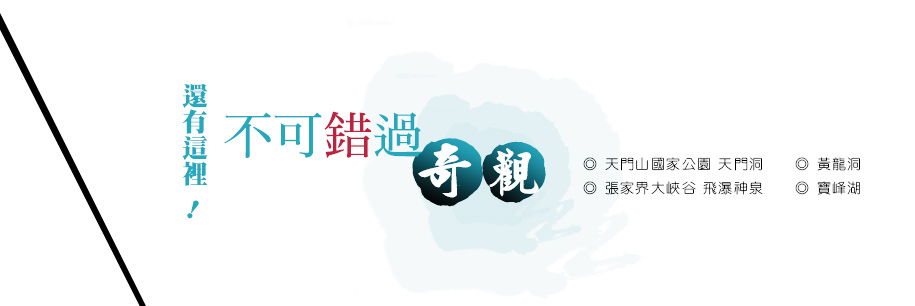 還有這裡！
不可錯過
奇觀
◎ 天門山國家公園 天門洞
◎ 黃龍洞
◎ 張家界大峽谷 飛瀑神泉
◎ 寶峰湖